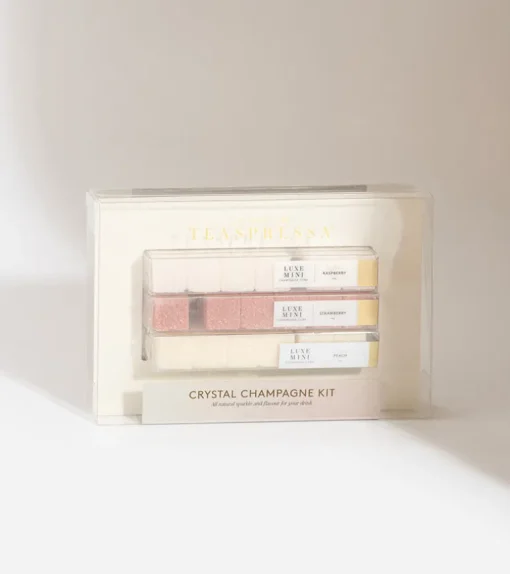 TEASPRESSA
LUXE
MINI
RASPBERRY
LUXE
MINI
STRAWBERRY
LUXE
MINI
PEACH
CRYSTAL CHAMPAGNE KIT
All natural sparkle and flavour for your drink